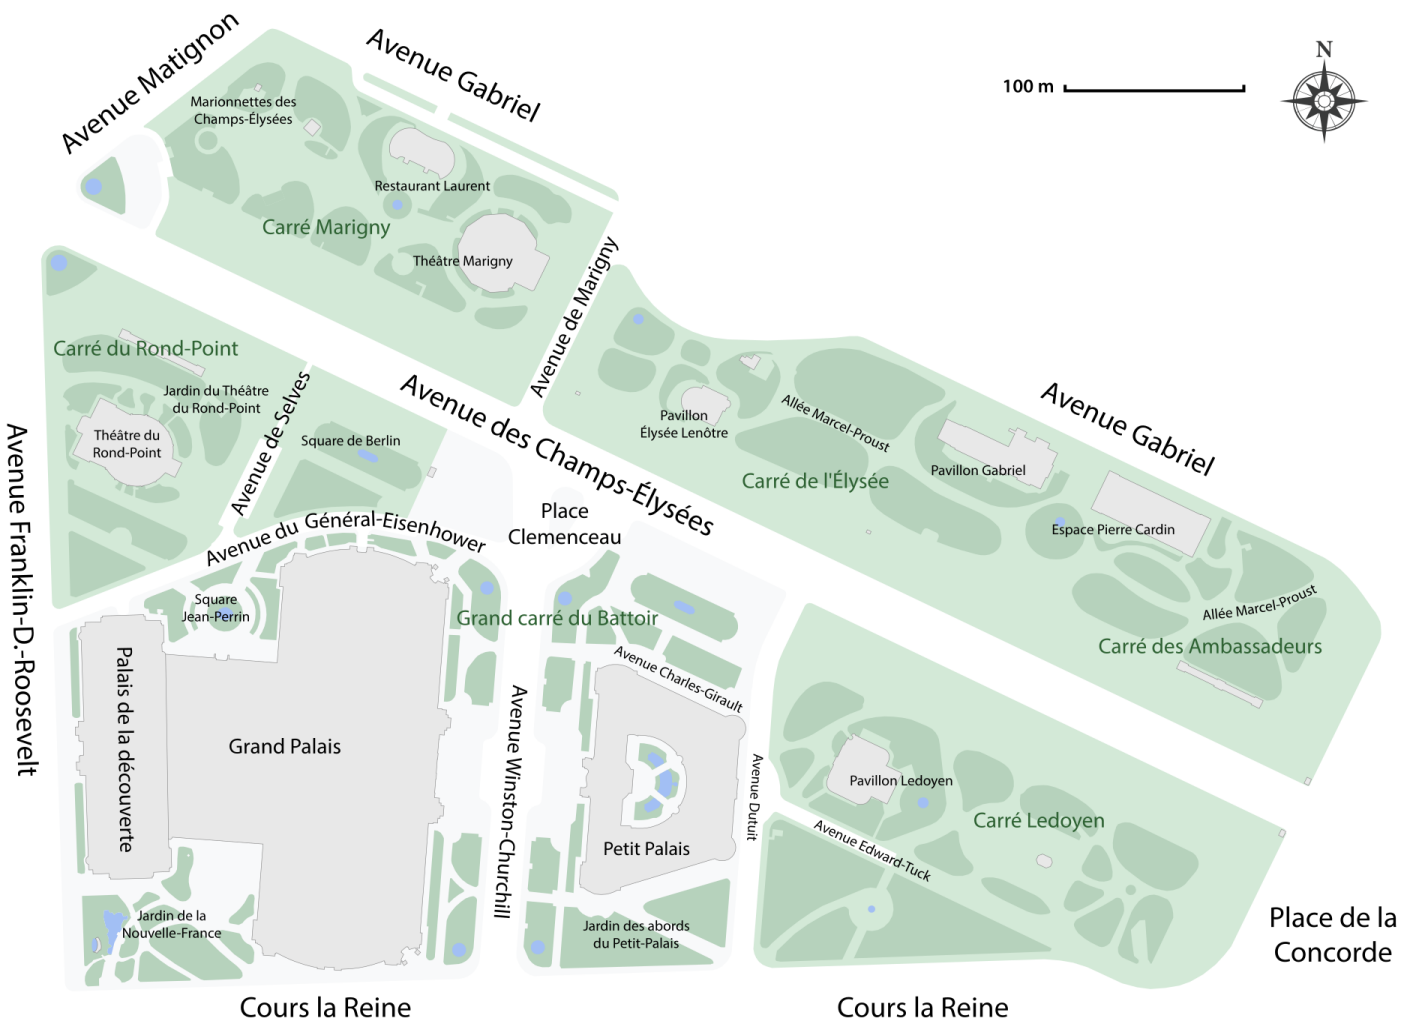 Avenue Matignon
Avenue Gabriel
N
100 m
Marionnettes des
Champs-Élysées
Restaurant Laurent
Carré Marigny
Théâtre Marigny
Avenue de Marigny
Carré du Rond-Point
Jardin du Théâtre
du Rond-Point
Théâtre du
Rond-Point
Avenue de Selves
Square de Berlin
Avenue des Champs-Élysées
Pavillon
Élysée Lenôtre
Allée Marcel-Proust
Carré de l'Élysée
Pavillon Gabriel
Avenue Gabriel
Espace Pierre Cardin
Allée Marcel-Proust
Carré des Ambassadeurs
Avenue Franklin-D.-Roosevelt
Avenue du Général-Eisenhower
Place
Clemenceau
Square
Jean-Perrin
Grand carré du Battoir
Avenue Charles-Girault
Palais de la découverte
Grand Palais
Avenue Winston-Churchill
Petit Palais
Avenue Dutuit
Pavillon Ledoyen
Carré Ledoyen
Avenue Edward-Tuck
Jardin de la
Nouvelle-France
Jardin des abords
du Petit-Palais
Place de la
Concorde
Cours la Reine
Cours la Reine